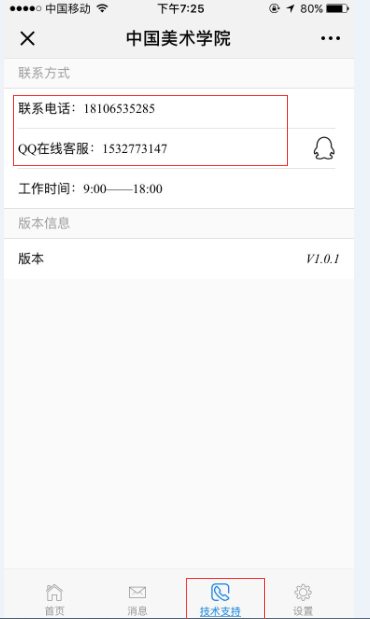 中国移动 下午7:25 80%
中国美术学院
联系方式
联系电话：18106535285
QQ在线客服：1532773147
工作时间：9:00——18:00
版本信息
版本 V1.0.1
首页 消息 技术支持 设置